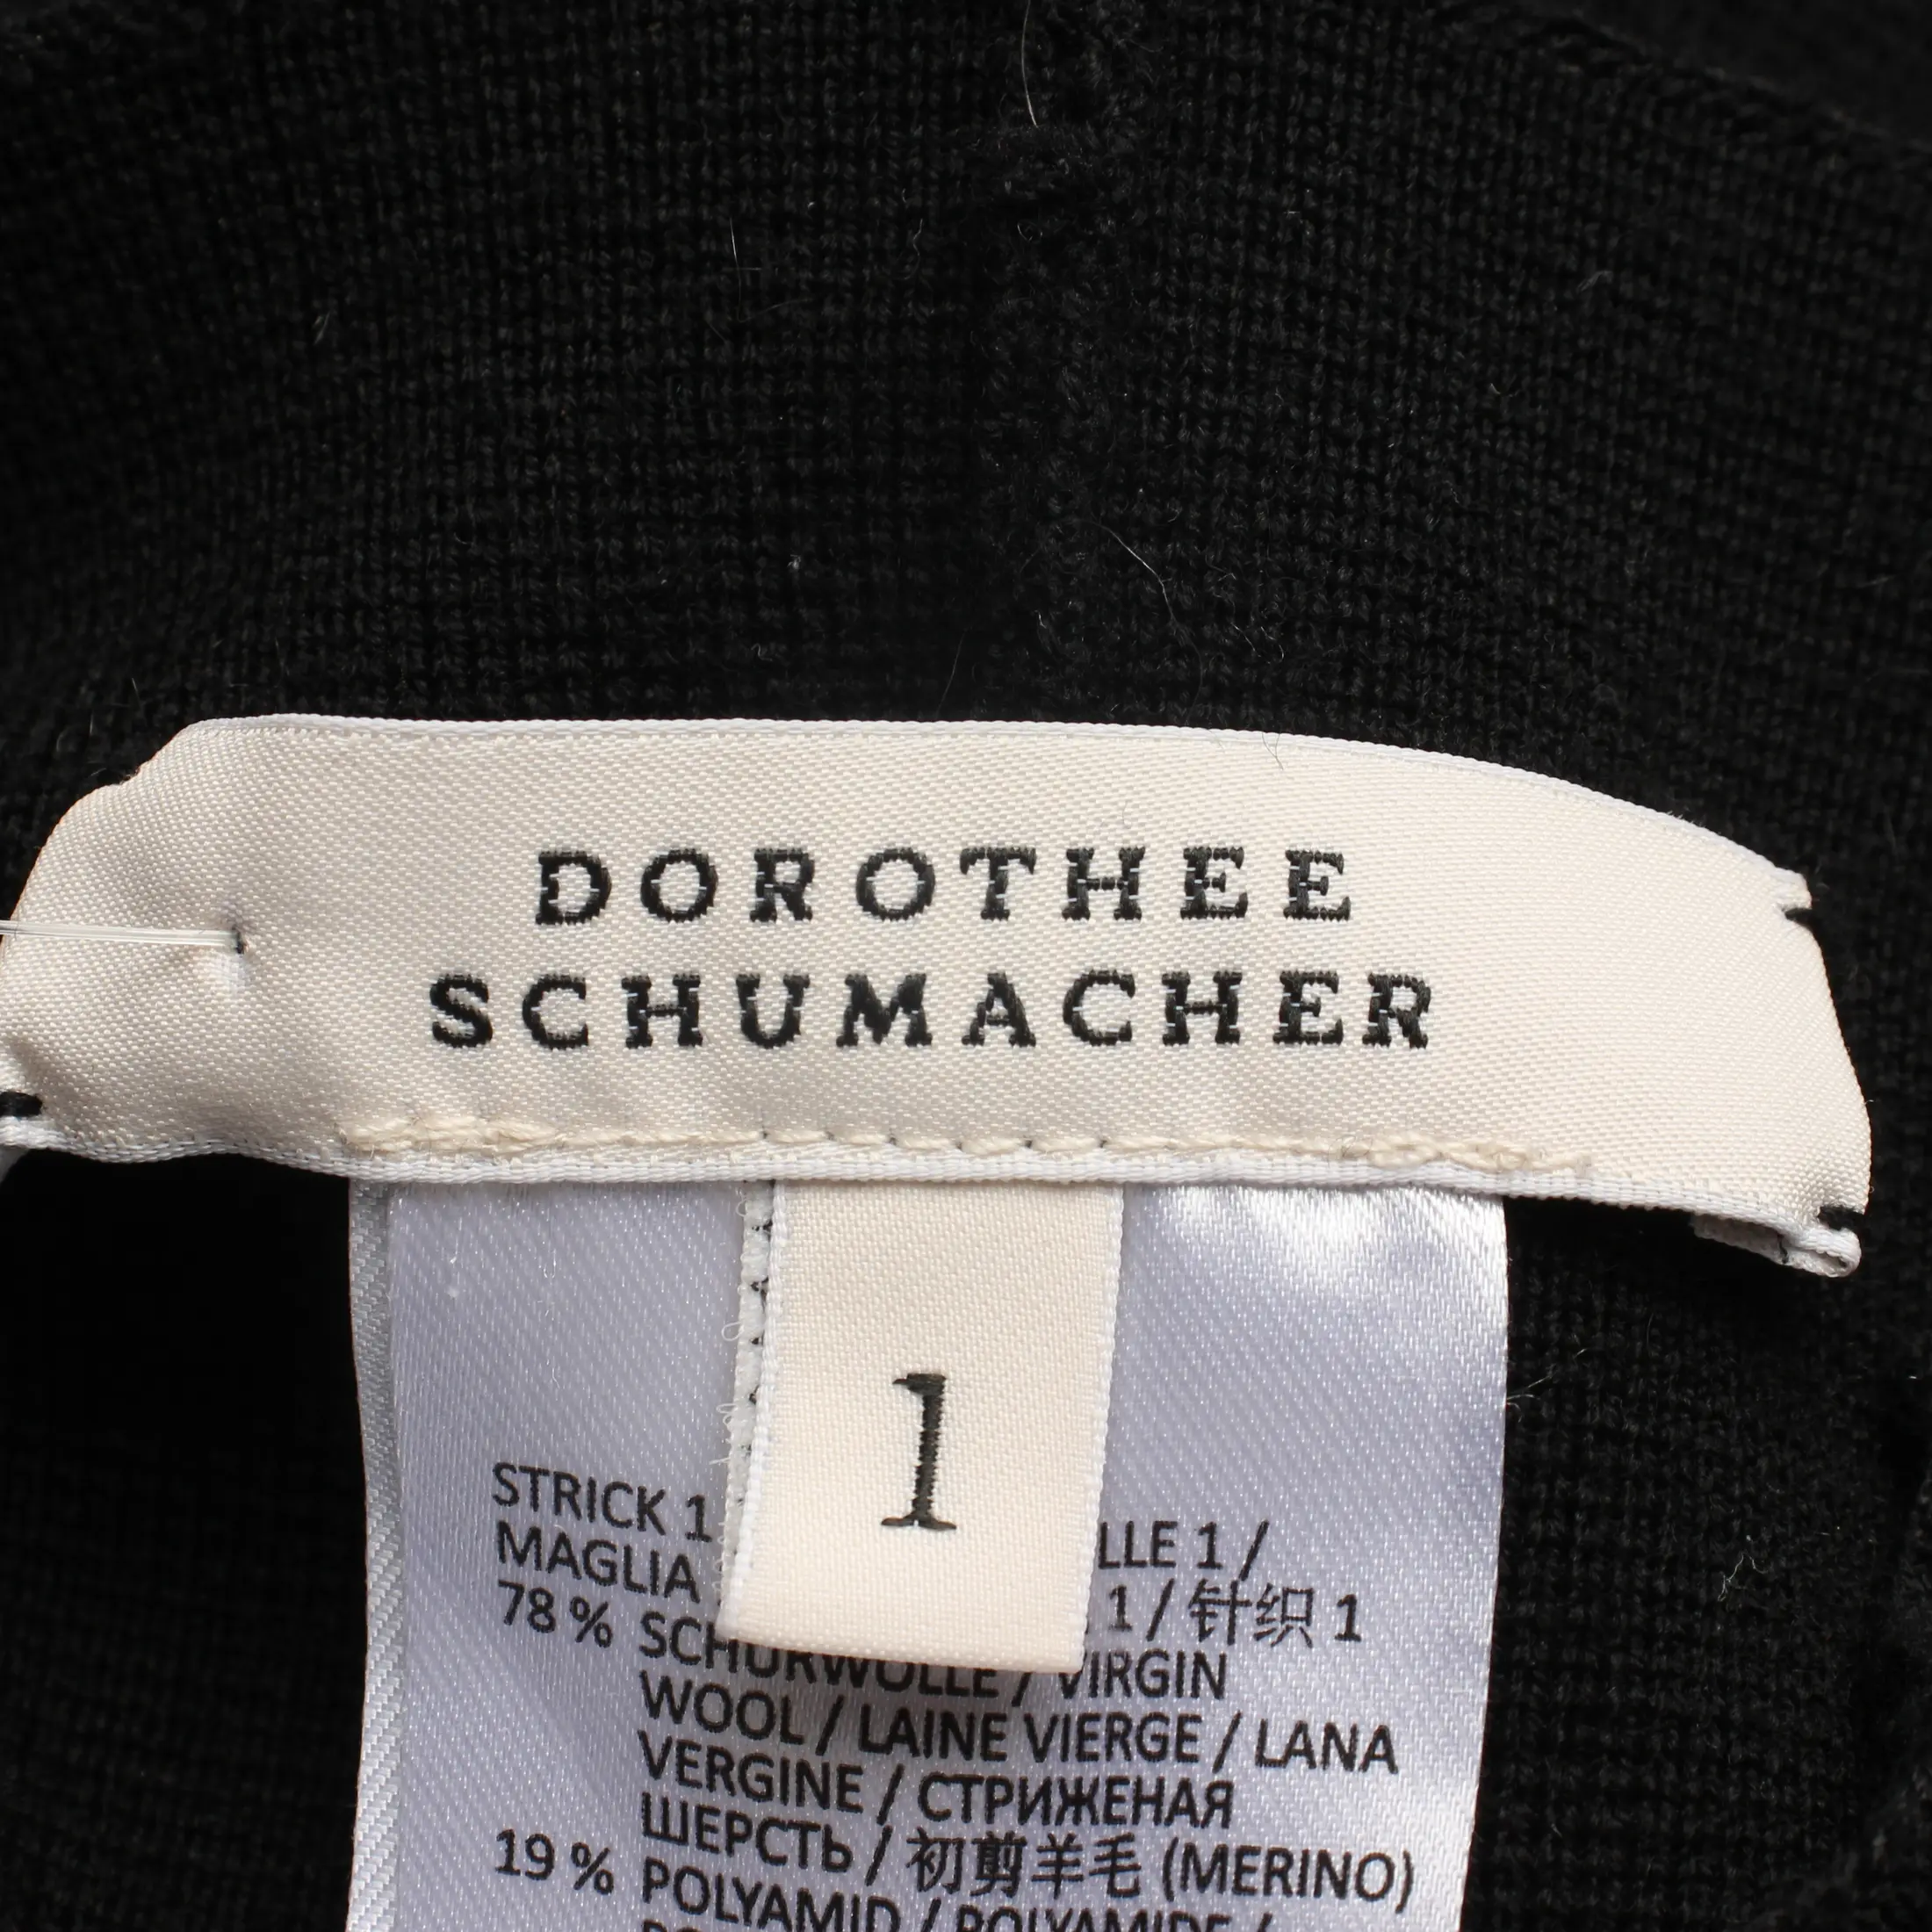 DOROTHEE
SCHUMACHER
1
STRICK 1 LLE 1 /
MAGLIA 1 / 针织 1
78 % SCHURWOLLE / VIRGIN
WOOL / LAINE VIERGE / LANA
VERGINE / СТРИЖЕНАЯ
ШЕРСТЬ / 初剪羊毛 (MERINO)
19 % POLYAMID / POLYAMIDE /